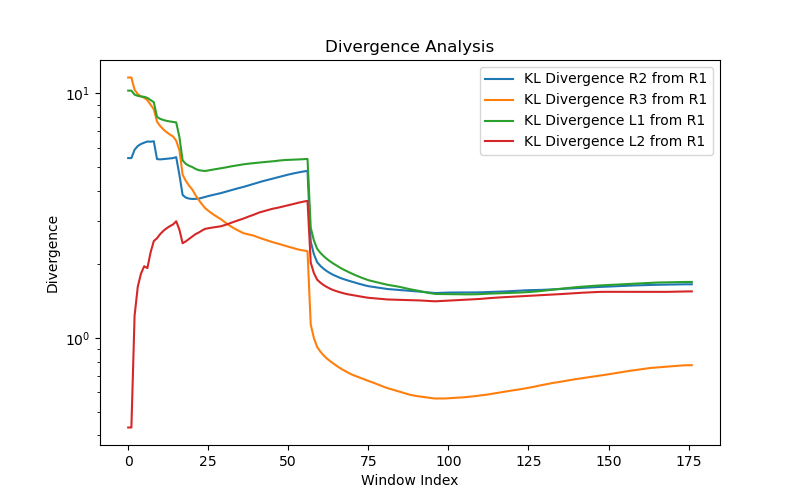 Divergence Analysis
KL Divergence R2 from R1
KL Divergence R3 from R1
KL Divergence L1 from R1
KL Divergence L2 from R1
Divergence
10¹
10⁰
0 25 50 75 100 125 150 175
Window Index